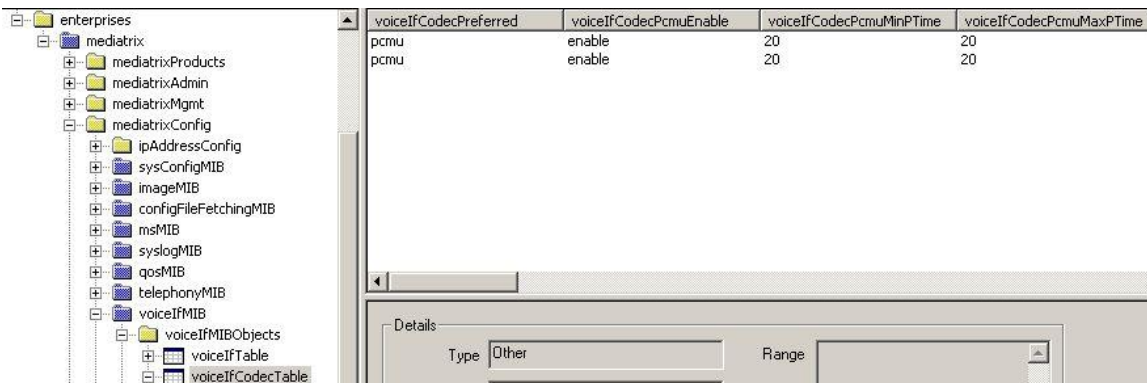 enterprises
mediatrix
mediatrixProducts
mediatrixAdmin
mediatrixMgmt
mediatrixConfig
ipAddressConfig
sysConfigMIB
imageMIB
configFileFetchingMIB
msMIB
syslogMIB
qosMIB
telephonyMIB
voiceIfMIB
voiceIfMIBObjects
voiceIfTable
voiceIfCodecTable
voiceIfCodecPreferred voiceIfCodecPcmuEnable voiceIfCodecPcmuMinPTime voiceIfCodecPcmuMaxPTime
pcmu enable 20 20
pcmu enable 20 20
Details
Type Other Range